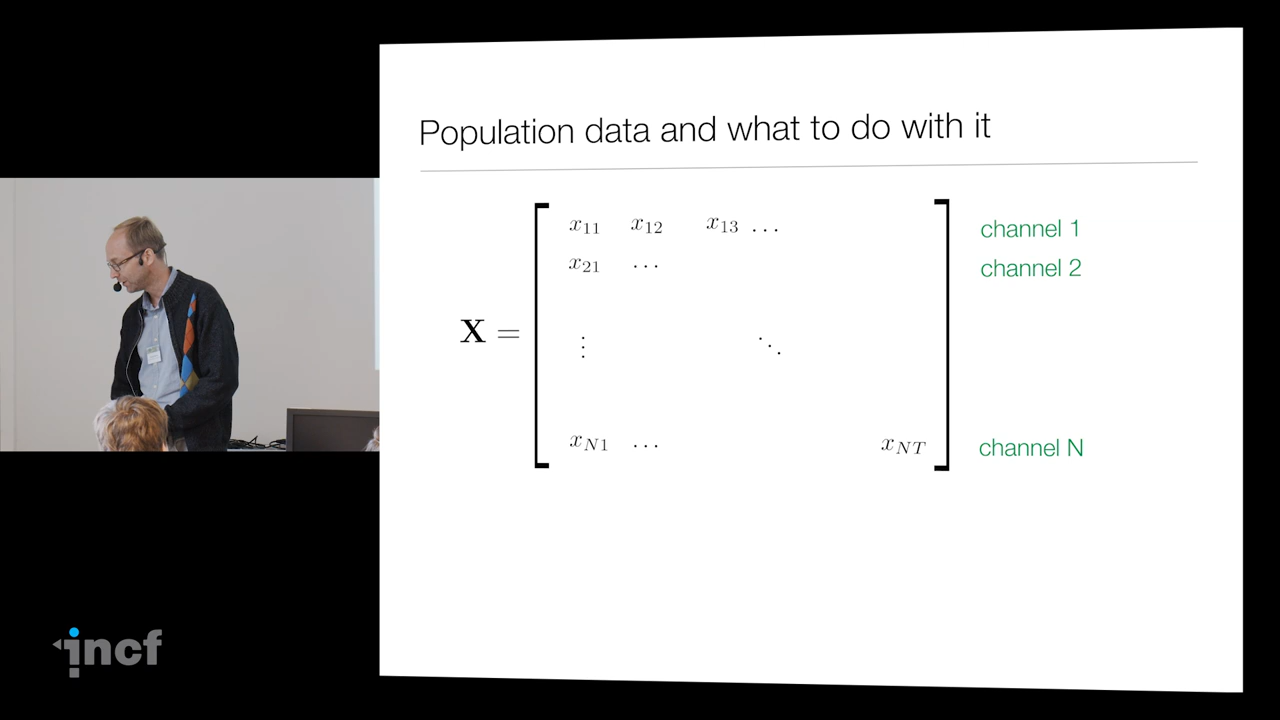 Population data and what to do with it
x11 x12 x13 ... channel 1
x21 ... channel 2
X =
⋮ ⋱
xN1 ... xNT channel N
incf